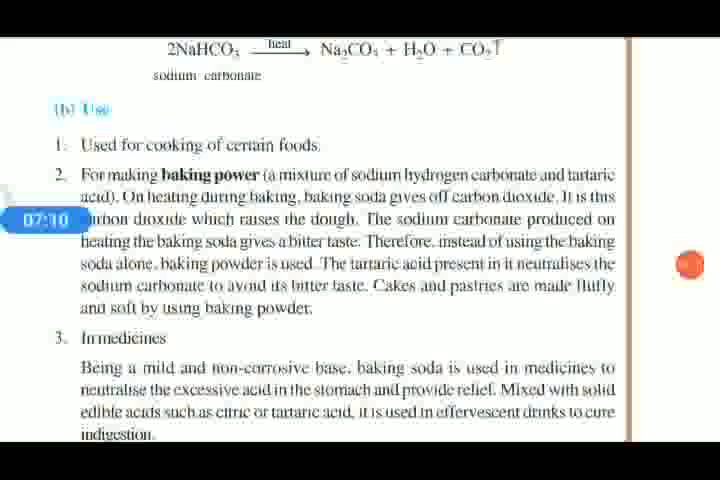 2NaHCO₃ —heat→ Na₂CO₃ + H₂O + CO₂↑
sodium carbonate
(b) Use
1. Used for cooking of certain foods.
2. For making baking power (a mixture of sodium hydrogen carbonate and tartaric
acid). On heating during baking, baking soda gives off carbon dioxide. It is this
carbon dioxide which raises the dough. The sodium carbonate produced on
07:10
heating the baking soda gives a bitter taste. Therefore, instead of using the baking
soda alone, baking powder is used. The tartaric acid present in it neutralises the
sodium carbonate to avoid its bitter taste. Cakes and pastries are made fluffy
and soft by using baking powder.
3. In medicines
Being a mild and non-corrosive base, baking soda is used in medicines to
neutralise the excessive acid in the stomach and provide relief. Mixed with solid
edible acids such as citric or tartaric acid, it is used in effervescent drinks to cure
indigestion.